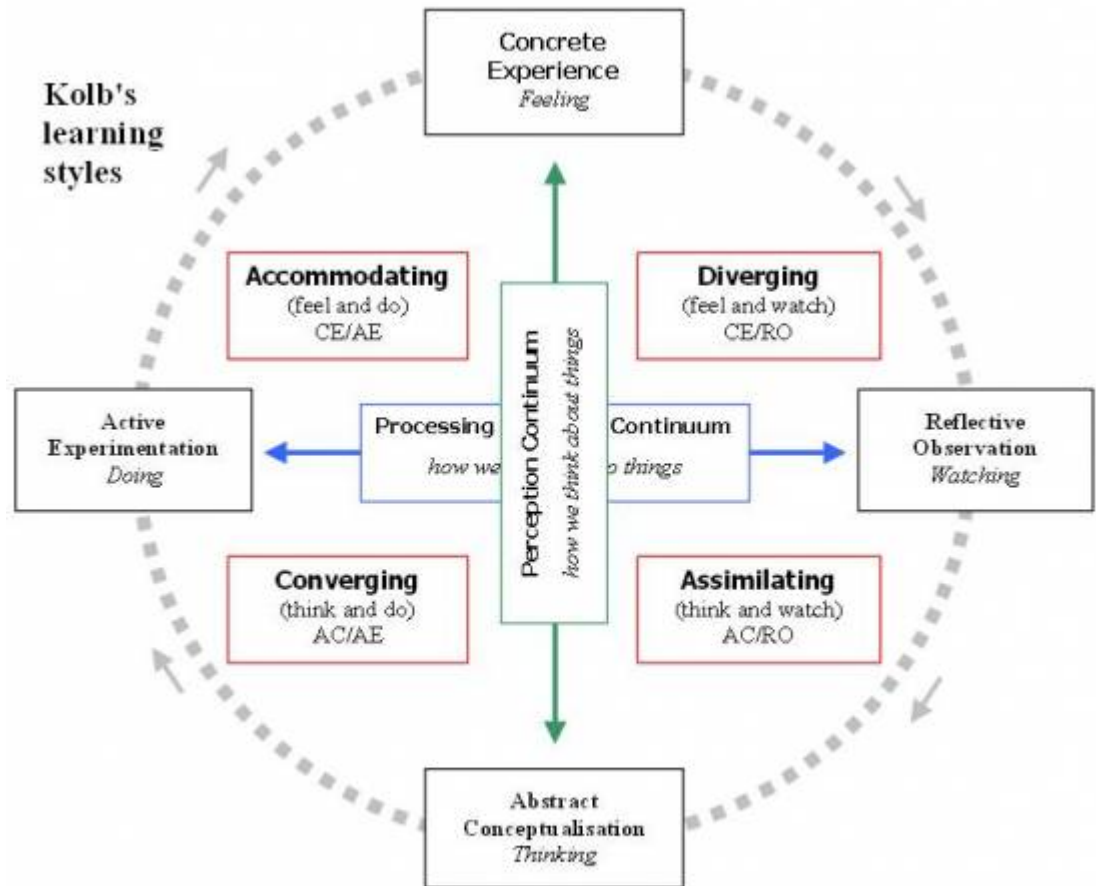 Kolb's
learning
styles
Concrete
Experience
Feeling
Accommodating
(feel and do)
CE/AE
Diverging
(feel and watch)
CE/RO
Active
Experimentation
Doing
Processing Continuum
how we o things
Perception Continuum
how we think about things
Reflective
Observation
Watching
Converging
(think and do)
AC/AE
Assimilating
(think and watch)
AC/RO
Abstract
Conceptualisation
Thinking